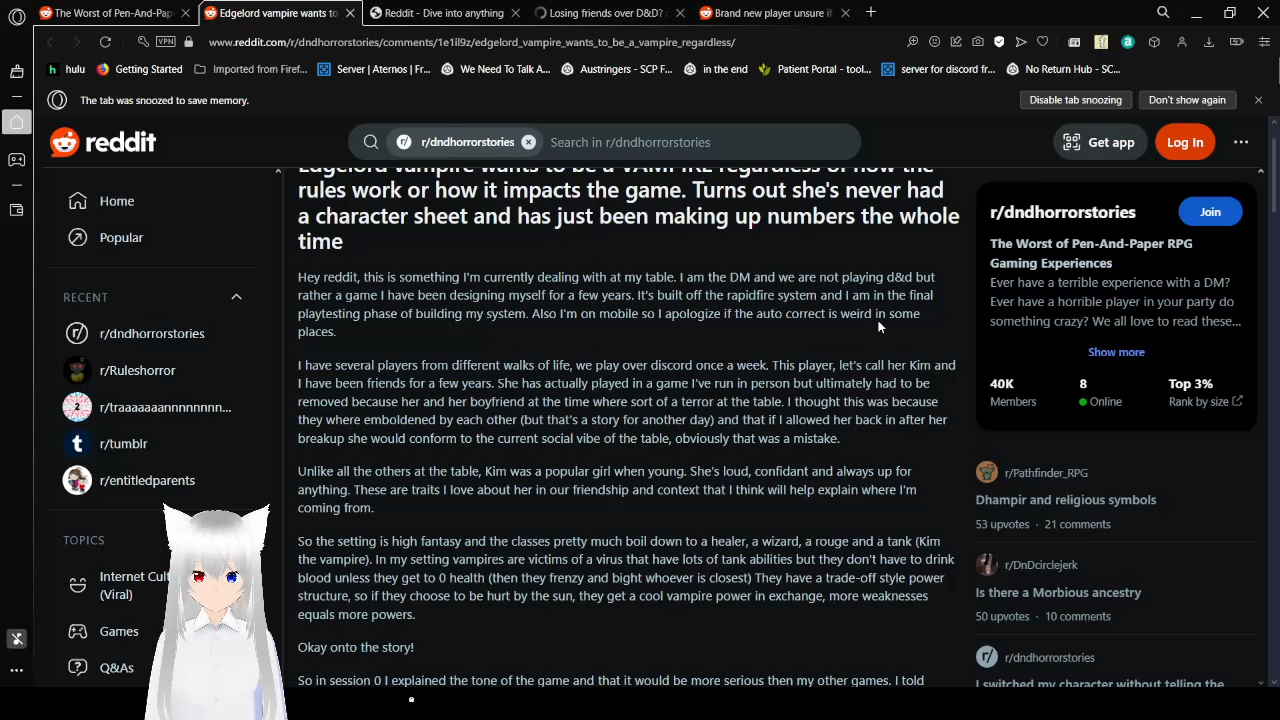 The Worst of Pen-And-Pape
Edgelord vampire wants to
Reddit - Dive into anything
Losing friends over D&D? :
Brand new player unsure if
VPN
www.reddit.com/r/dndhorrorstories/comments/1e1il9z/edgelord_vampire_wants_to_be_a_vampire_regardless/
hulu
Getting Started
Imported from Firef...
Server | Aternos | Fr...
We Need To Talk A...
Austringers - SCP F...
in the end
Patient Portal - tool...
server for discord fr...
No Return Hub - SC...
The tab was snoozed to save memory.
Disable tab snoozing
Don't show again
reddit
r/dndhorrorstories
Search in r/dndhorrorstories
Get app
Log In
Home
Popular
RECENT
r/dndhorrorstories
r/Ruleshorror
r/traaaaaaannnnnnnn...
r/tumblr
r/entitledparents
TOPICS
Internet Cul
(Viral)
Games
Q&As
Edgelord vampire wants to be a VAMPIRE regardless of how the
rules work or how it impacts the game. Turns out she's never had
a character sheet and has just been making up numbers the whole
time
Hey reddit, this is something I'm currently dealing with at my table. I am the DM and we are not playing d&d but
rather a game I have been designing myself for a few years. It's built off the rapidfire system and I am in the final
playtesting phase of building my system. Also I'm on mobile so I apologize if the auto correct is weird in some
places.
I have several players from different walks of life, we play over discord once a week. This player, let's call her Kim and
I have been friends for a few years. She has actually played in a game I've run in person but ultimately had to be
removed because her and her boyfriend at the time where sort of a terror at the table. I thought this was because
they where emboldened by each other (but that's a story for another day) and that if I allowed her back in after her
breakup she would conform to the current social vibe of the table, obviously that was a mistake.
Unlike all the others at the table, Kim was a popular girl when young. She's loud, confidant and always up for
anything. These are traits I love about her in our friendship and context that I think will help explain where I'm
coming from.
So the setting is high fantasy and the classes pretty much boil down to a healer, a wizard, a rouge and a tank (Kim
the vampire). In my setting vampires are victims of a virus that have lots of tank abilities but they don't have to drink
blood unless they get to 0 health (then they frenzy and bight whoever is closest) They have a trade-off style power
structure, so if they choose to be hurt by the sun, they get a cool vampire power in exchange, more weaknesses
equals more powers.
Okay onto the story!
So in session 0 I explained the tone of the game and that it would be more serious then my other games. I told
r/dndhorrorstories
Join
The Worst of Pen-And-Paper RPG
Gaming Experiences
Ever have a terrible experience with a DM?
Ever have a horrible player in your party do
something crazy? We all love to read these...
Show more
40K
Members
8
Online
Top 3%
Rank by size
r/Pathfinder_RPG
Dhampir and religious symbols
53 upvotes · 21 comments
r/DnDcirclejerk
Is there a Morbious ancestry
50 upvotes · 10 comments
r/dndhorrorstories
I switched my character without telling the